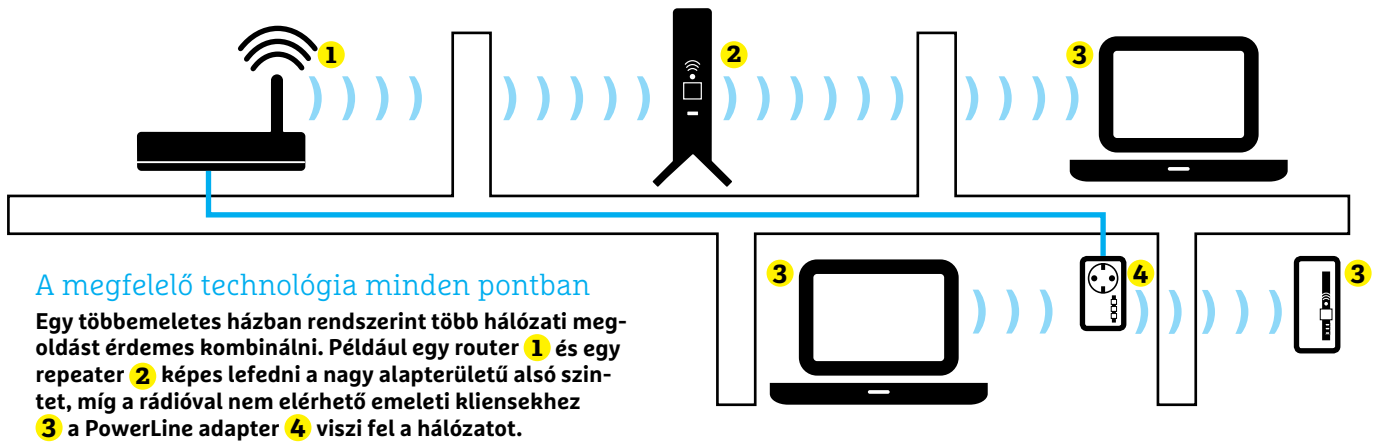 1
2
3
3
4
3
A megfelelő technológia minden pontban
Egy többemeletes házban rendszerint több hálózati meg-
oldást érdemes kombinálni. Például egy router 1 és egy
repeater 2 képes lefedni a nagy alapterületű alsó szin-
tet, míg a rádióval nem elérhető emeleti kliensekhez
3 a PowerLine adapter 4 viszi fel a hálózatot.